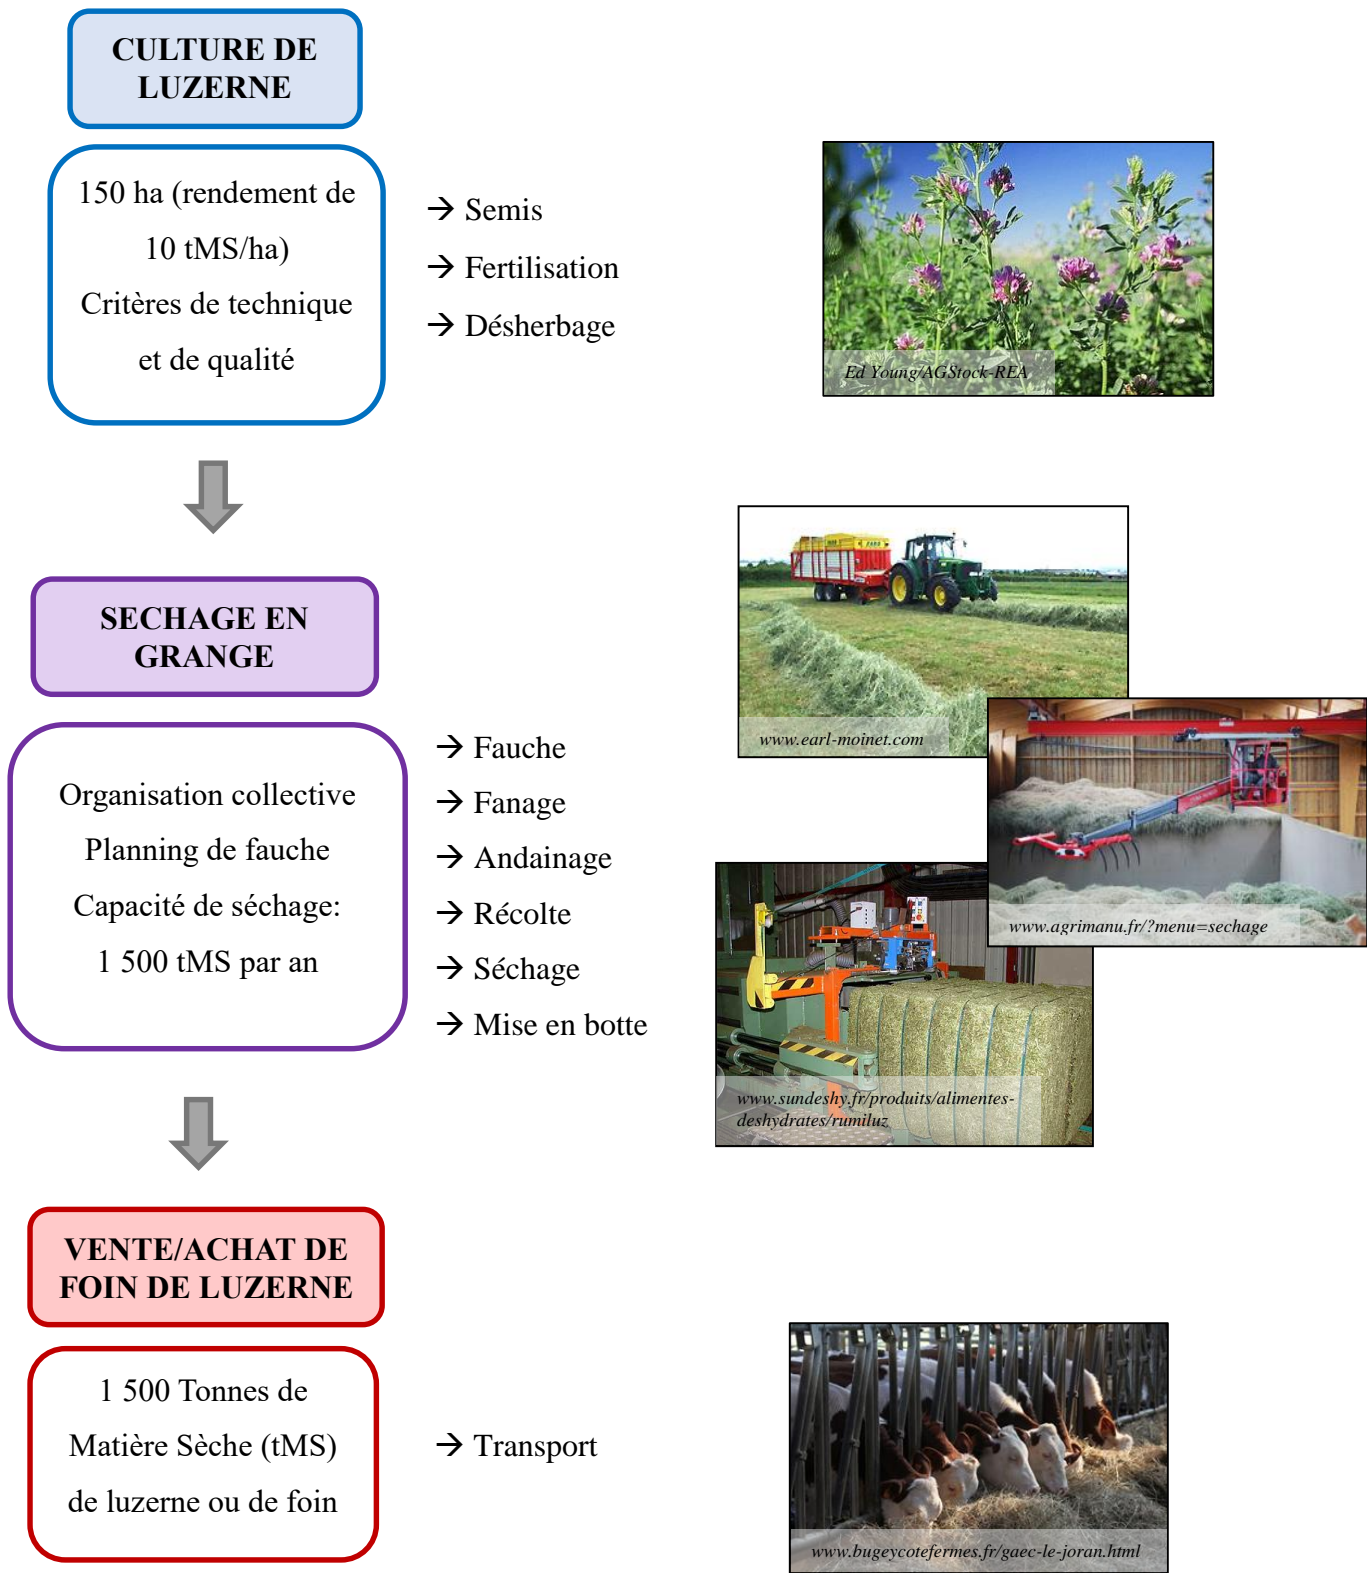 CULTURE DE
LUZERNE
150 ha (rendement de
10 tMS/ha)
Critères de technique
et de qualité
→ Semis
→ Fertilisation
→ Désherbage
Ed Young/AGStock-REA
SECHAGE EN
GRANGE
Organisation collective
Planning de fauche
Capacité de séchage:
1 500 tMS par an
→ Fauche
→ Fanage
→ Andainage
→ Récolte
→ Séchage
→ Mise en botte
www.earl-moinet.com
www.agrimanu.fr/?menu=sechage
www.sundeshy.fr/produits/alimentes-
deshydrates/rumiluz
VENTE/ACHAT DE
FOIN DE LUZERNE
1 500 Tonnes de
Matière Sèche (tMS)
de luzerne ou de foin
→ Transport
www.bugeycotefermes.fr/gaec-le-joran.html